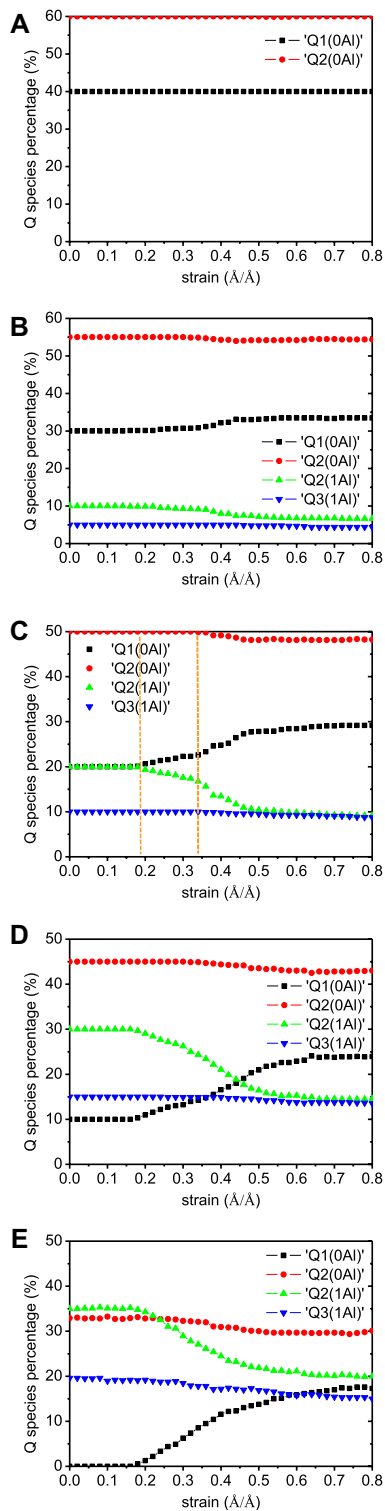 A
60
50
40
30
20
10
0
Q species percentage (%)
'Q1(0Al)'
'Q2(0Al)'
0.0 0.1 0.2 0.3 0.4 0.5 0.6 0.7 0.8
strain (Å/Å)
B
60
50
40
30
20
10
0
Q species percentage (%)
'Q1(0Al)'
'Q2(0Al)'
'Q2(1Al)'
'Q3(1Al)'
0.0 0.1 0.2 0.3 0.4 0.5 0.6 0.7 0.8
strain (Å/Å)
C
50
40
30
20
10
0
Q species percentage (%)
'Q1(0Al)'
'Q2(0Al)'
'Q2(1Al)'
'Q3(1Al)'
0.0 0.1 0.2 0.3 0.4 0.5 0.6 0.7 0.8
strain (Å/Å)
D
50
40
30
20
10
0
Q species percentage (%)
'Q1(0Al)'
'Q2(0Al)'
'Q2(1Al)'
'Q3(1Al)'
0.0 0.1 0.2 0.3 0.4 0.5 0.6 0.7 0.8
strain (Å/Å)
E
50
40
30
20
10
0
Q species percentage (%)
'Q1(0Al)'
'Q2(0Al)'
'Q2(1Al)'
'Q3(1Al)'
0.0 0.1 0.2 0.3 0.4 0.5 0.6 0.7 0.8
strain (Å/Å)